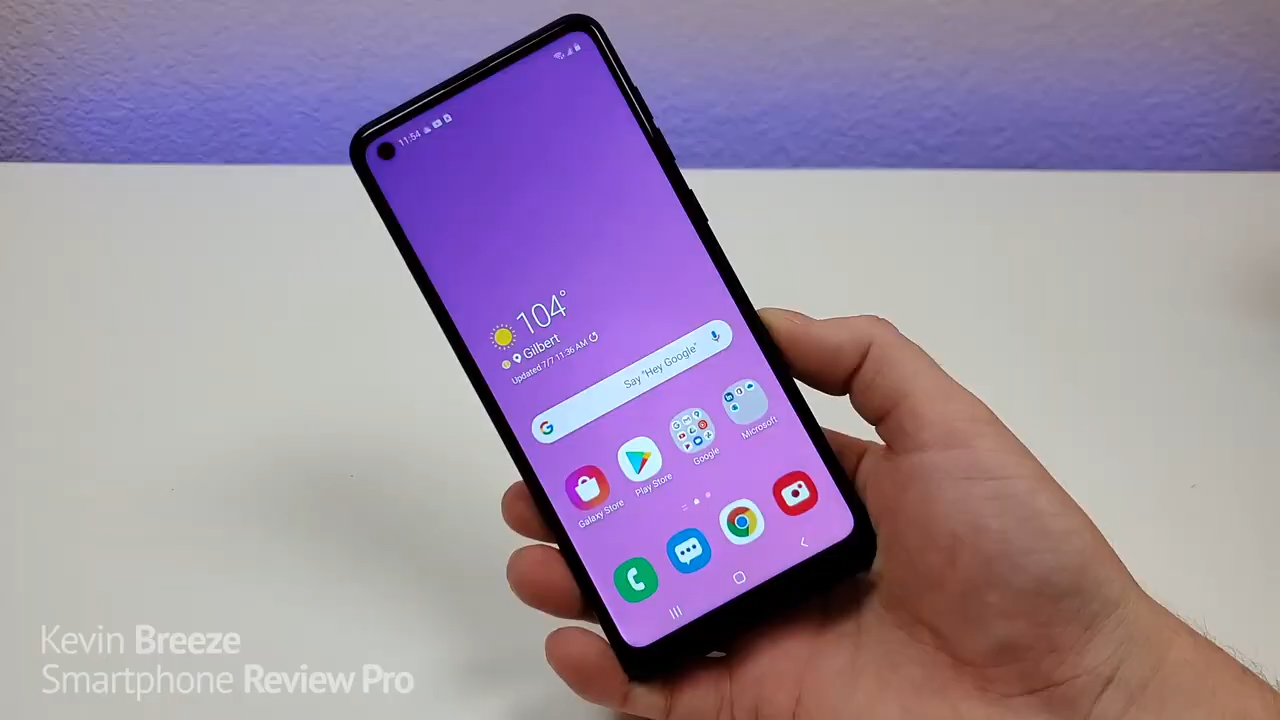 11:54
104°
Gilbert
Updated 7/7 11:36 AM
G Say "Hey Google"
Galaxy Store
Play Store
Google
Microsoft
Kevin Breeze
Smartphone Review Pro